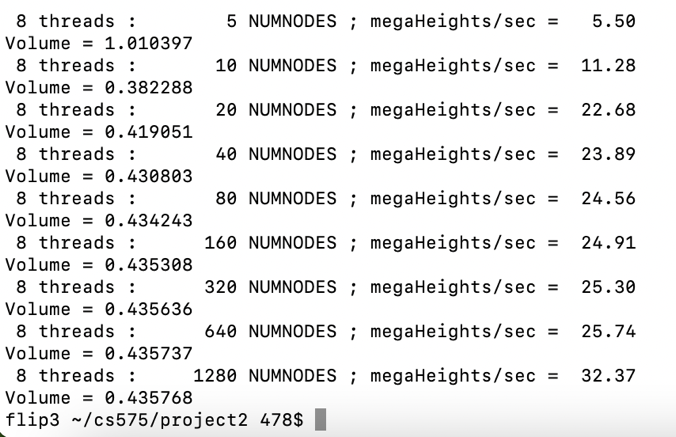 8 threads :        5 NUMNODES ; megaHeights/sec =   5.50
Volume = 1.010397
 8 threads :       10 NUMNODES ; megaHeights/sec =  11.28
Volume = 0.382288
 8 threads :       20 NUMNODES ; megaHeights/sec =  22.68
Volume = 0.419051
 8 threads :       40 NUMNODES ; megaHeights/sec =  23.89
Volume = 0.430803
 8 threads :       80 NUMNODES ; megaHeights/sec =  24.56
Volume = 0.434243
 8 threads :      160 NUMNODES ; megaHeights/sec =  24.91
Volume = 0.435308
 8 threads :      320 NUMNODES ; megaHeights/sec =  25.30
Volume = 0.435636
 8 threads :      640 NUMNODES ; megaHeights/sec =  25.74
Volume = 0.435737
 8 threads :     1280 NUMNODES ; megaHeights/sec =  32.37
Volume = 0.435768
flip3 ~/cs575/project2 478$